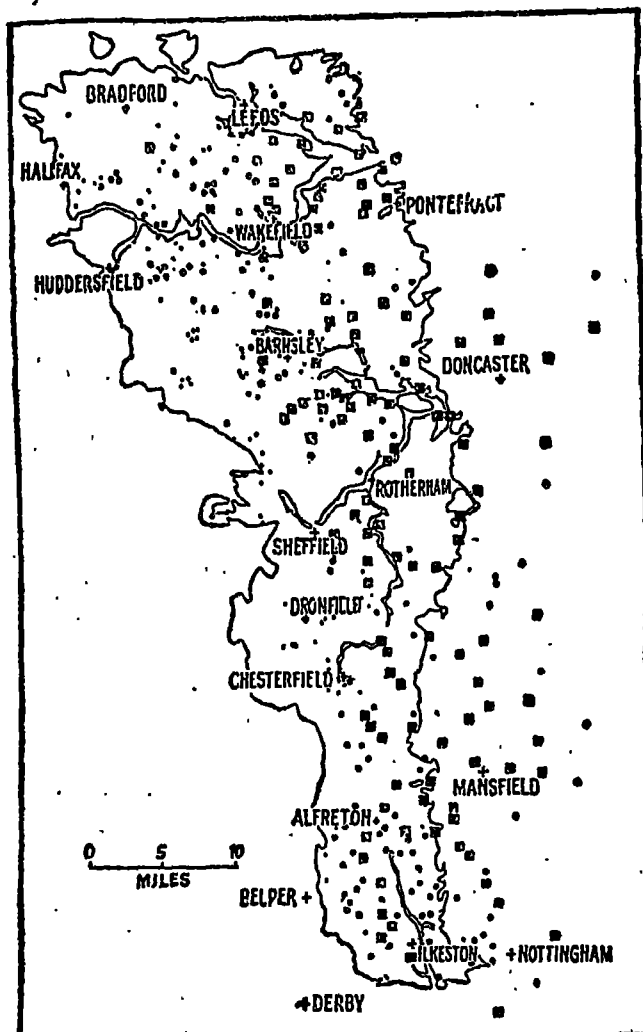 BRADFORD
LEEDS
HALIFAX
PONTEFRACT
WAKEFIELD
HUDDERSFIELD
BARNSLEY
DONCASTER
ROTHERHAM
SHEFFIELD
DRONFIELD
CHESTERFIELD
MANSFIELD
ALFRETON
0 5 10
MILES
BELPER
ILKESTON
NOTTINGHAM
DERBY